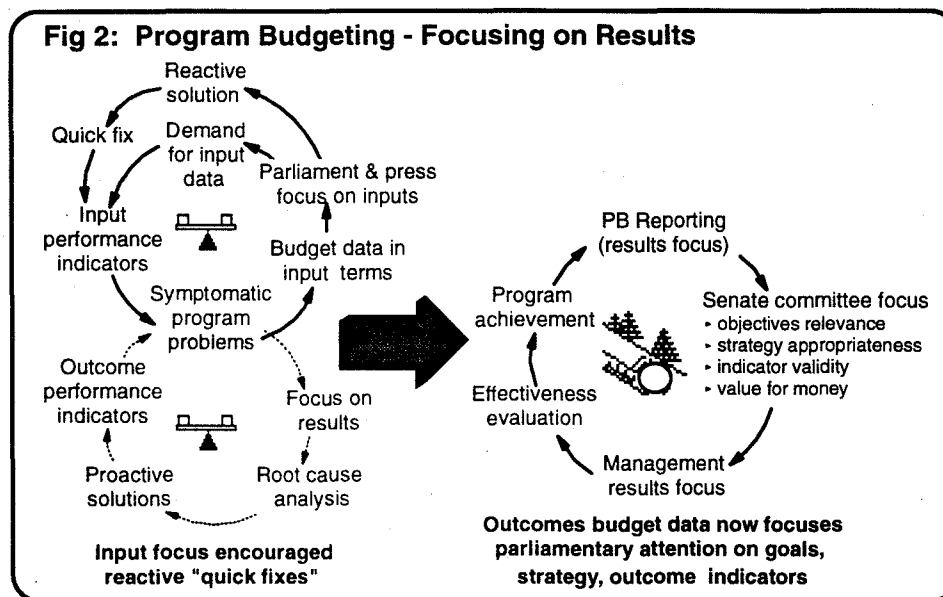 Fig 2: Program Budgeting - Focusing on Results
Reactive
solution
Quick fix
Demand
for input
data
Parliament & press
focus on inputs
Input
performance
indicators
Budget data in
input terms
Symptomatic
program
problems
Outcome
performance
indicators
Focus on
results
Proactive
solutions
Root cause
analysis
Input focus encouraged
reactive "quick fixes"
PB Reporting
(results focus)
Program
achievement
Senate committee focus
▸ objectives relevance
▸ strategy appropriateness
▸ indicator validity
▸ value for money
Effectiveness
evaluation
Management
results focus
Outcomes budget data now focuses
parliamentary attention on goals,
strategy, outcome indicators